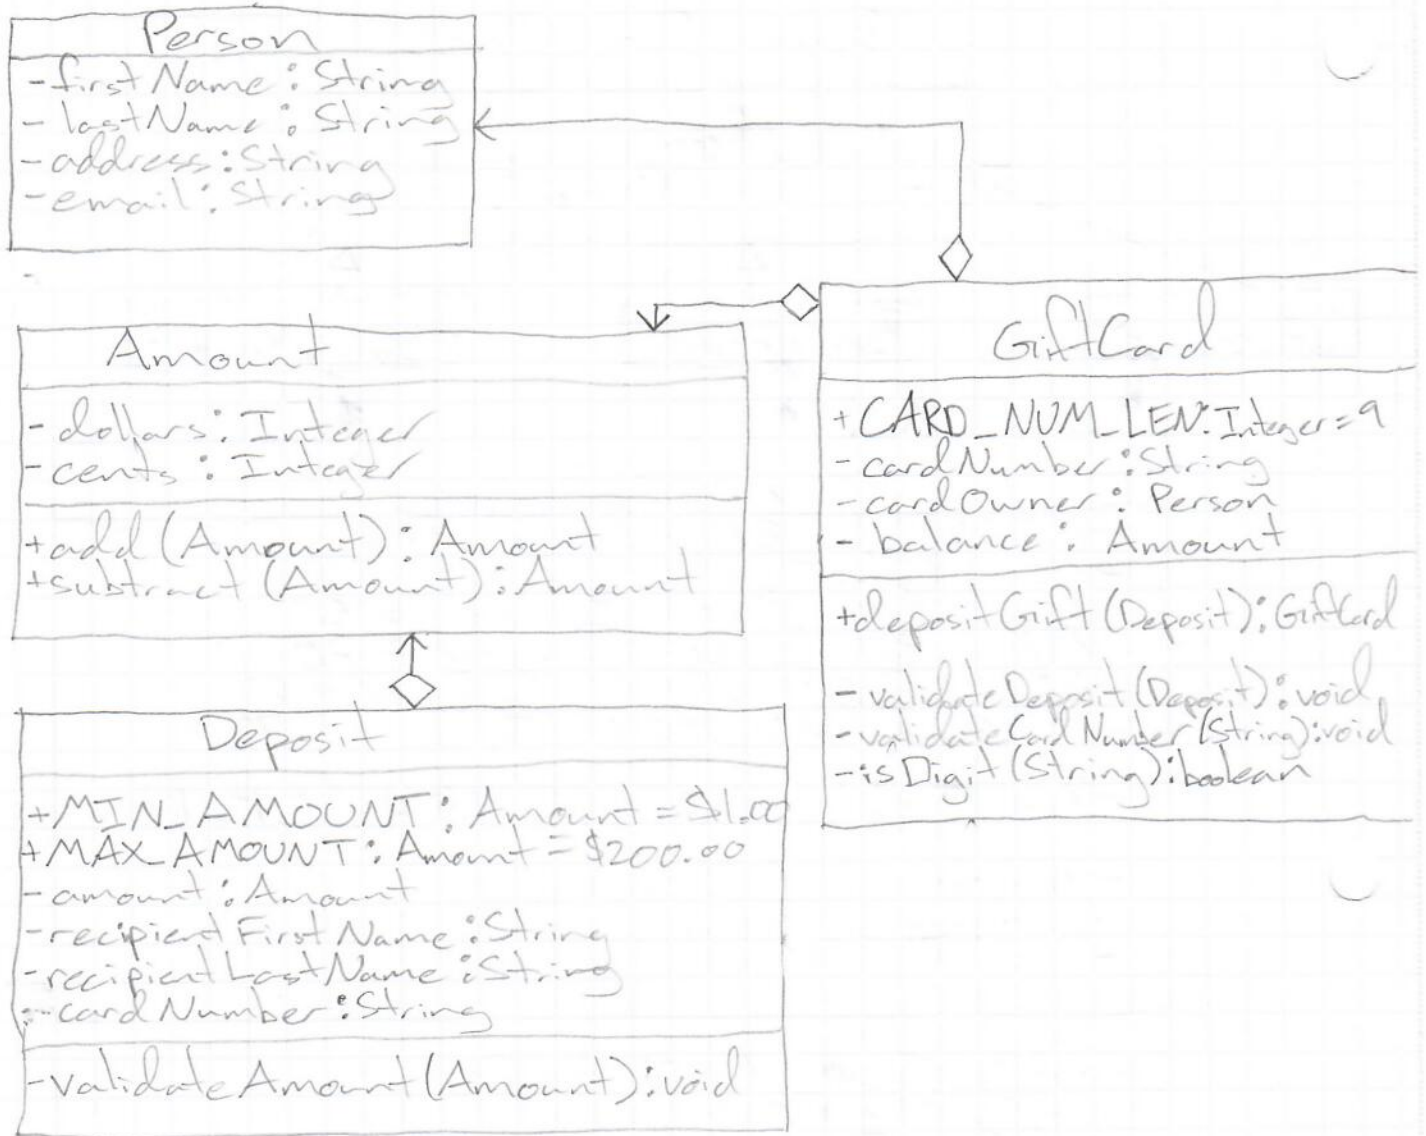 Person
- firstName : String
- lastName : String
- address : String
- email : String
Amount
- dollars : Integer
- cents : Integer
+ add (Amount) : Amount
+ subtract (Amount) : Amount
Deposit
+ MIN_AMOUNT : Amount = $1.00
+ MAX_AMOUNT : Amount = $200.00
- amount : Amount
- recipientFirstName : String
- recipientLastName : String
- cardNumber : String
- validateAmount (Amount) : void
GiftCard
+ CARD_NUM_LEN : Integer = 9
- cardNumber : String
- cardOwner : Person
- balance : Amount
+ depositGift (Deposit) : GiftCard
- validateDeposit (Deposit) : void
- validateCardNumber (String) : void
- isDigit (String) : boolean